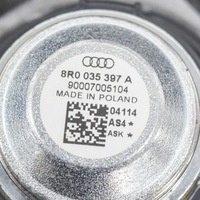 8R0 035 397 A
90007005104
MADE IN POLAND
04114
AS4*
ASK*